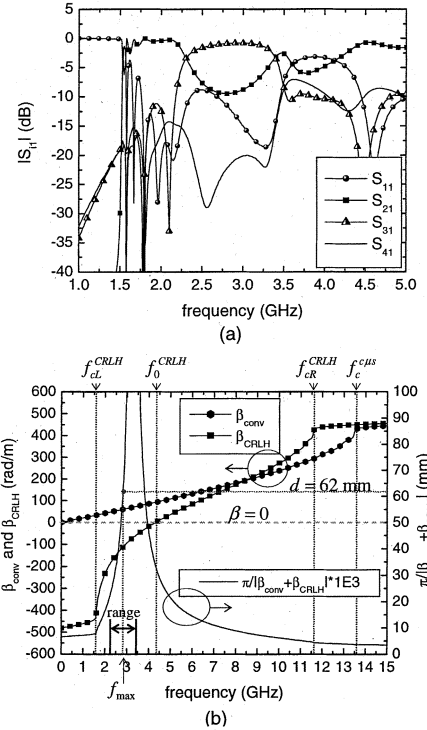 5
0
-5
-10
-15
-20
-25
-30
-35
-40
|S_i1| (dB)
S_11
S_21
S_31
S_41
1.0 1.5 2.0 2.5 3.0 3.5 4.0 4.5 5.0
frequency (GHz)
(a)
f_cL^CRLH f_0^CRLH f_cR^CRLH f_c^cμs
600
500
400
300
200
100
0
-100
-200
-300
-400
-500
-600
β_conv and β_CRLH (rad/m)
β_conv
β_CRLH
d = 62 mm
β = 0
π/|β_conv+β_CRLH|*1E3
range
100
90
80
70
60
50
40
30
20
10
0
π/|β_conv+β_CRLH| (mm)
0 1 2 3 4 5 6 7 8 9 10 11 12 13 14 15
f_max
frequency (GHz)
(b)